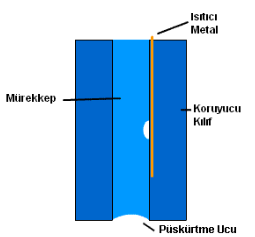 Isıtıcı
Metal
Mürekkep
Koruyucu
Kılıf
Püskürtme Ucu